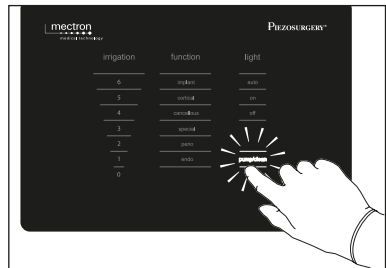 mectron
medical technology
PIEZOSURGERY®
irrigation function light
6 implant auto
5 cortical on
4 cancellous off
3 special
2 perio
1 endo pump/clean
0